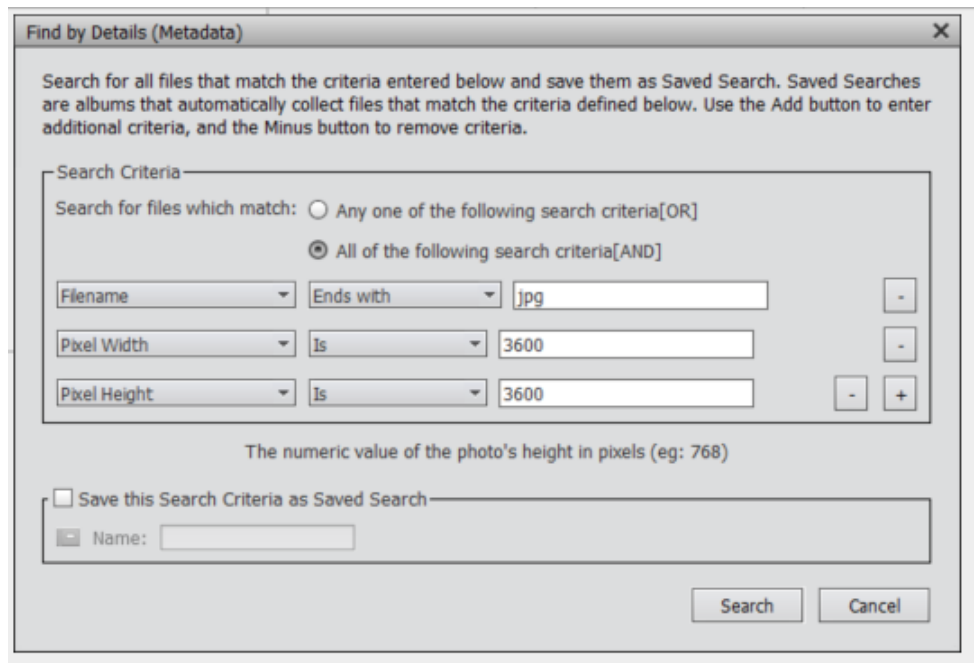 Find by Details (Metadata)
Search for all files that match the criteria entered below and save them as Saved Search. Saved Searches
are albums that automatically collect files that match the criteria defined below. Use the Add button to enter
additional criteria, and the Minus button to remove criteria.
Search Criteria
Search for files which match: Any one of the following search criteria[OR]
All of the following search criteria[AND]
Filename Ends with jpg -
Pixel Width Is 3600 -
Pixel Height Is 3600 - +
The numeric value of the photo's height in pixels (eg: 768)
Save this Search Criteria as Saved Search
Name:
Search Cancel